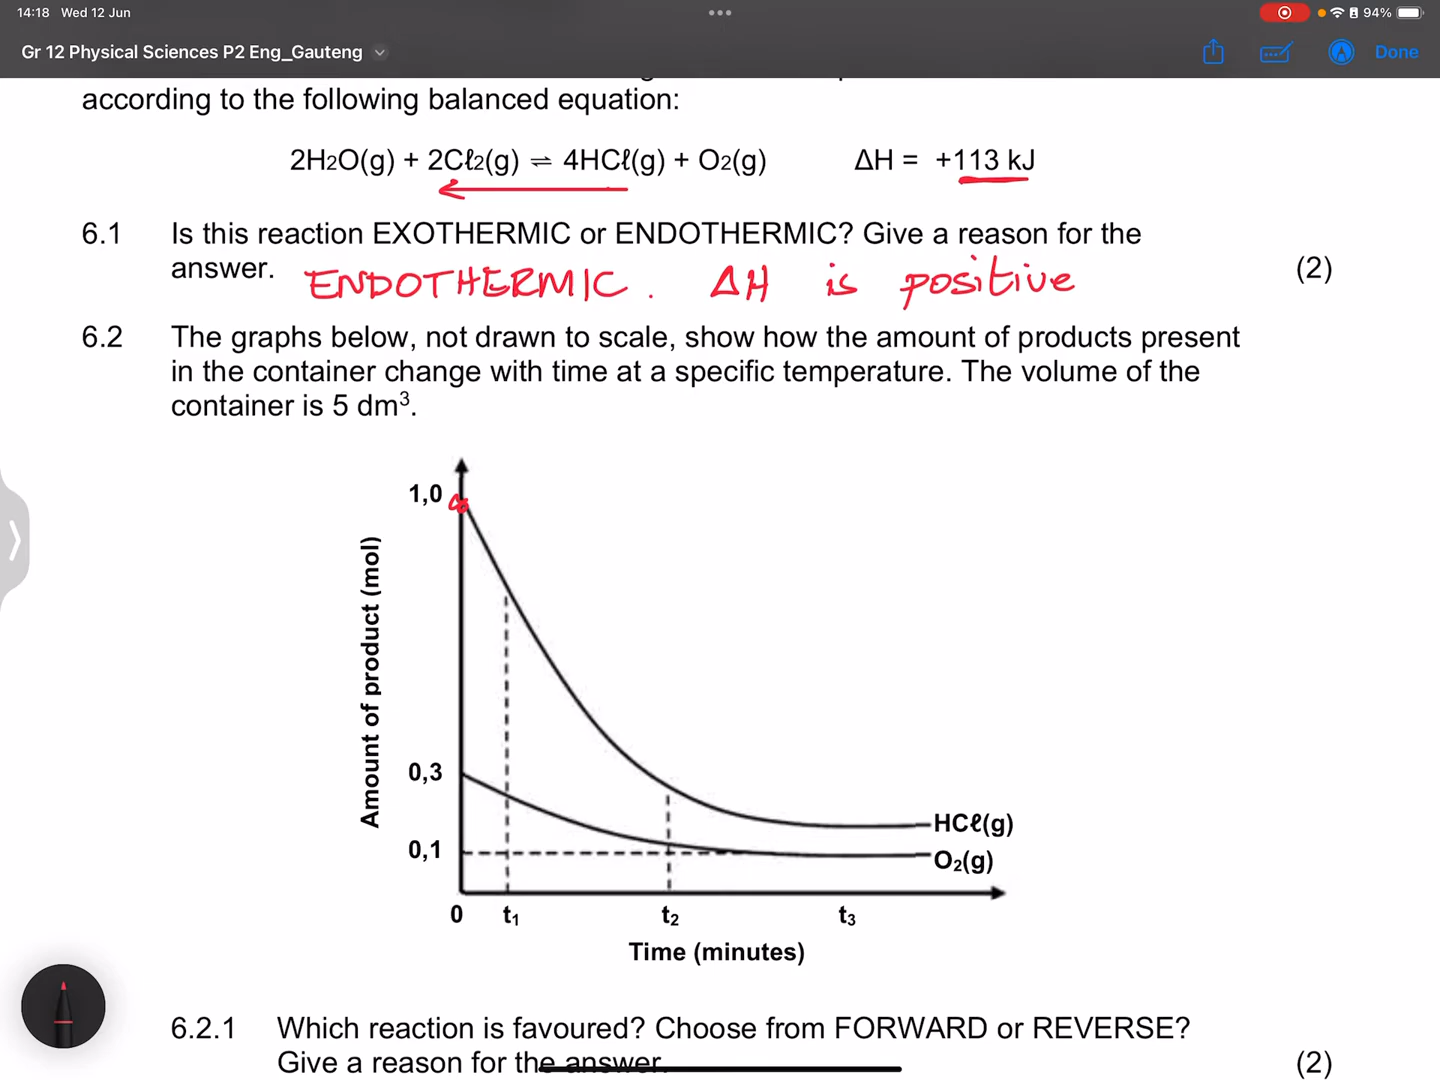 14:18 Wed 12 Jun
94%
Gr 12 Physical Sciences P2 Eng_Gauteng
Done
according to the following balanced equation:
2H2O(g) + 2Cℓ2(g) ⇌ 4HCℓ(g) + O2(g) ΔH = +113 kJ
6.1 Is this reaction EXOTHERMIC or ENDOTHERMIC? Give a reason for the
answer. (2)
ENDOTHERMIC. ΔH is positive
6.2 The graphs below, not drawn to scale, show how the amount of products present
in the container change with time at a specific temperature. The volume of the
container is 5 dm³.
1,0
Amount of product (mol)
0,3
HCℓ(g)
0,1
O2(g)
0 t1 t2 t3
Time (minutes)
6.2.1 Which reaction is favoured? Choose from FORWARD or REVERSE?
Give a reason for the answer. (2)